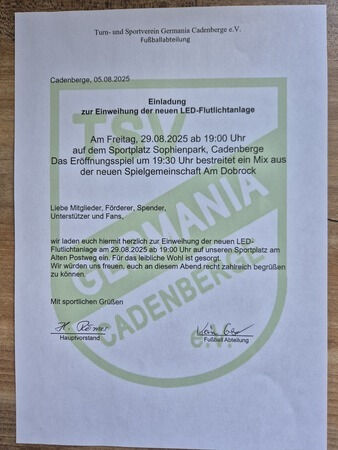 Turn- und Sportverein Germania Cadenberge e.V.
Fußballabteilung
Cadenberge, 05.08.2025
Einladung
zur Einweihung der neuen LED-Flutlichtanlage
Am Freitag, 29.08.2025 ab 19:00 Uhr
auf dem Sportplatz Sophienpark, Cadenberge
Das Eröffnungsspiel um 19:30 Uhr bestreitet ein Mix aus
der neuen Spielgemeinschaft Am Dobrock
Liebe Mitglieder, Förderer, Spender,
Unterstützer und Fans,
wir laden euch hiermit herzlich zur Einweihung der neuen LED-
Flutlichtanlage am 29.08.2025 ab 19:00 Uhr auf unseren Sportplatz am
Alten Postweg ein. Für das leibliche Wohl ist gesorgt.
Wir würden uns freuen, euch an diesem Abend recht zahlreich begrüßen
zu können.
Mit sportlichen Grüßen
Hauptvorstand
Fußball Abteilung
TSV
GERMANIA
CADENBERGE
e.V.